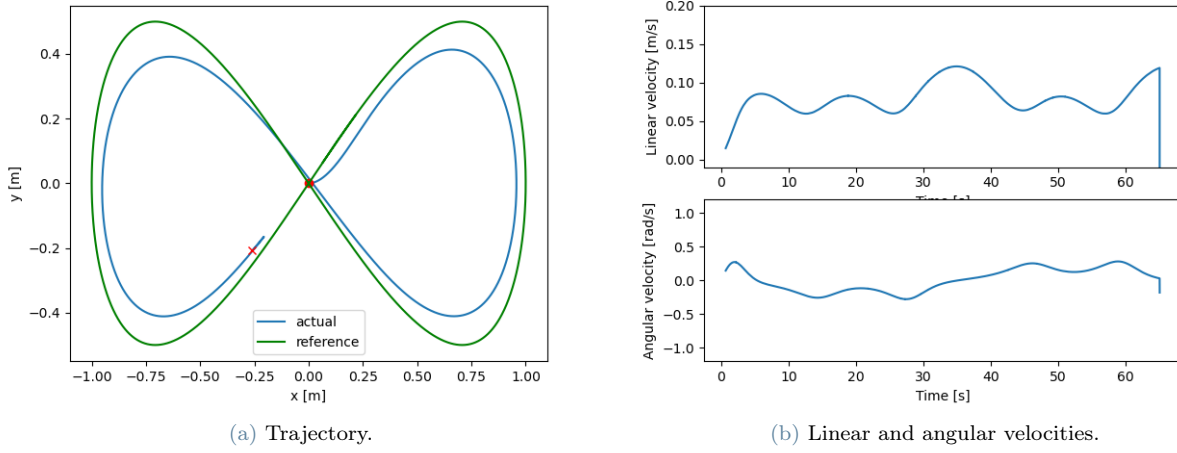 y [m]
0.4
0.2
0.0
−0.2
−0.4
actual
reference
−1.00 −0.75 −0.50 −0.25 0.00 0.25 0.50 0.75 1.00
x [m]
(a) Trajectory.
Linear velocity [m/s]
0.20
0.15
0.10
0.05
0.00
0 10 20 30 40 50 60
Time [s]
Angular velocity [rad/s]
1.0
0.5
0.0
−0.5
−1.0
0 10 20 30 40 50 60
Time [s]
(b) Linear and angular velocities.